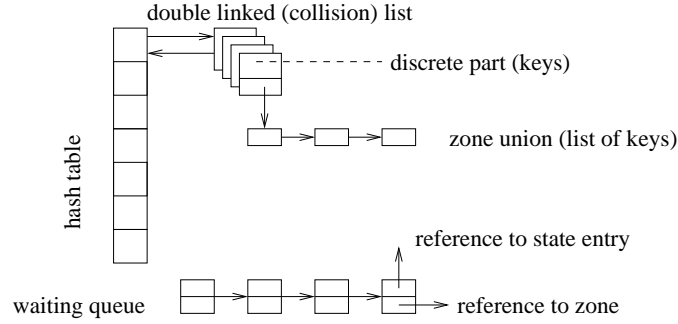 double linked (collision) list
discrete part (keys)
zone union (list of keys)
hash table
reference to state entry
waiting queue
reference to zone